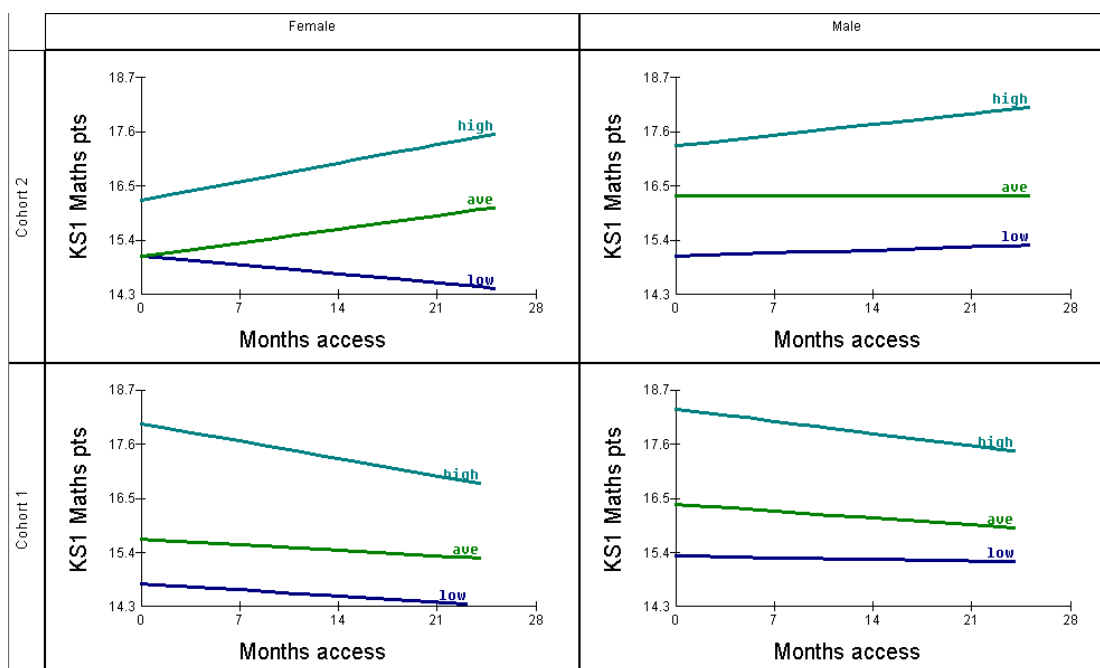 Female
Male
Cohort 2
KS1 Maths pts
18.7
17.6
16.5
15.4
14.3
high
ave
low
0 7 14 21 28
Months access
KS1 Maths pts
18.7
17.6
16.5
15.4
14.3
high
ave
low
0 7 14 21 28
Months access
Cohort 1
KS1 Maths pts
18.7
17.6
16.5
15.4
14.3
high
ave
low
0 7 14 21 28
Months access
KS1 Maths pts
18.7
17.6
16.5
15.4
14.3
high
ave
low
0 7 14 21 28
Months access